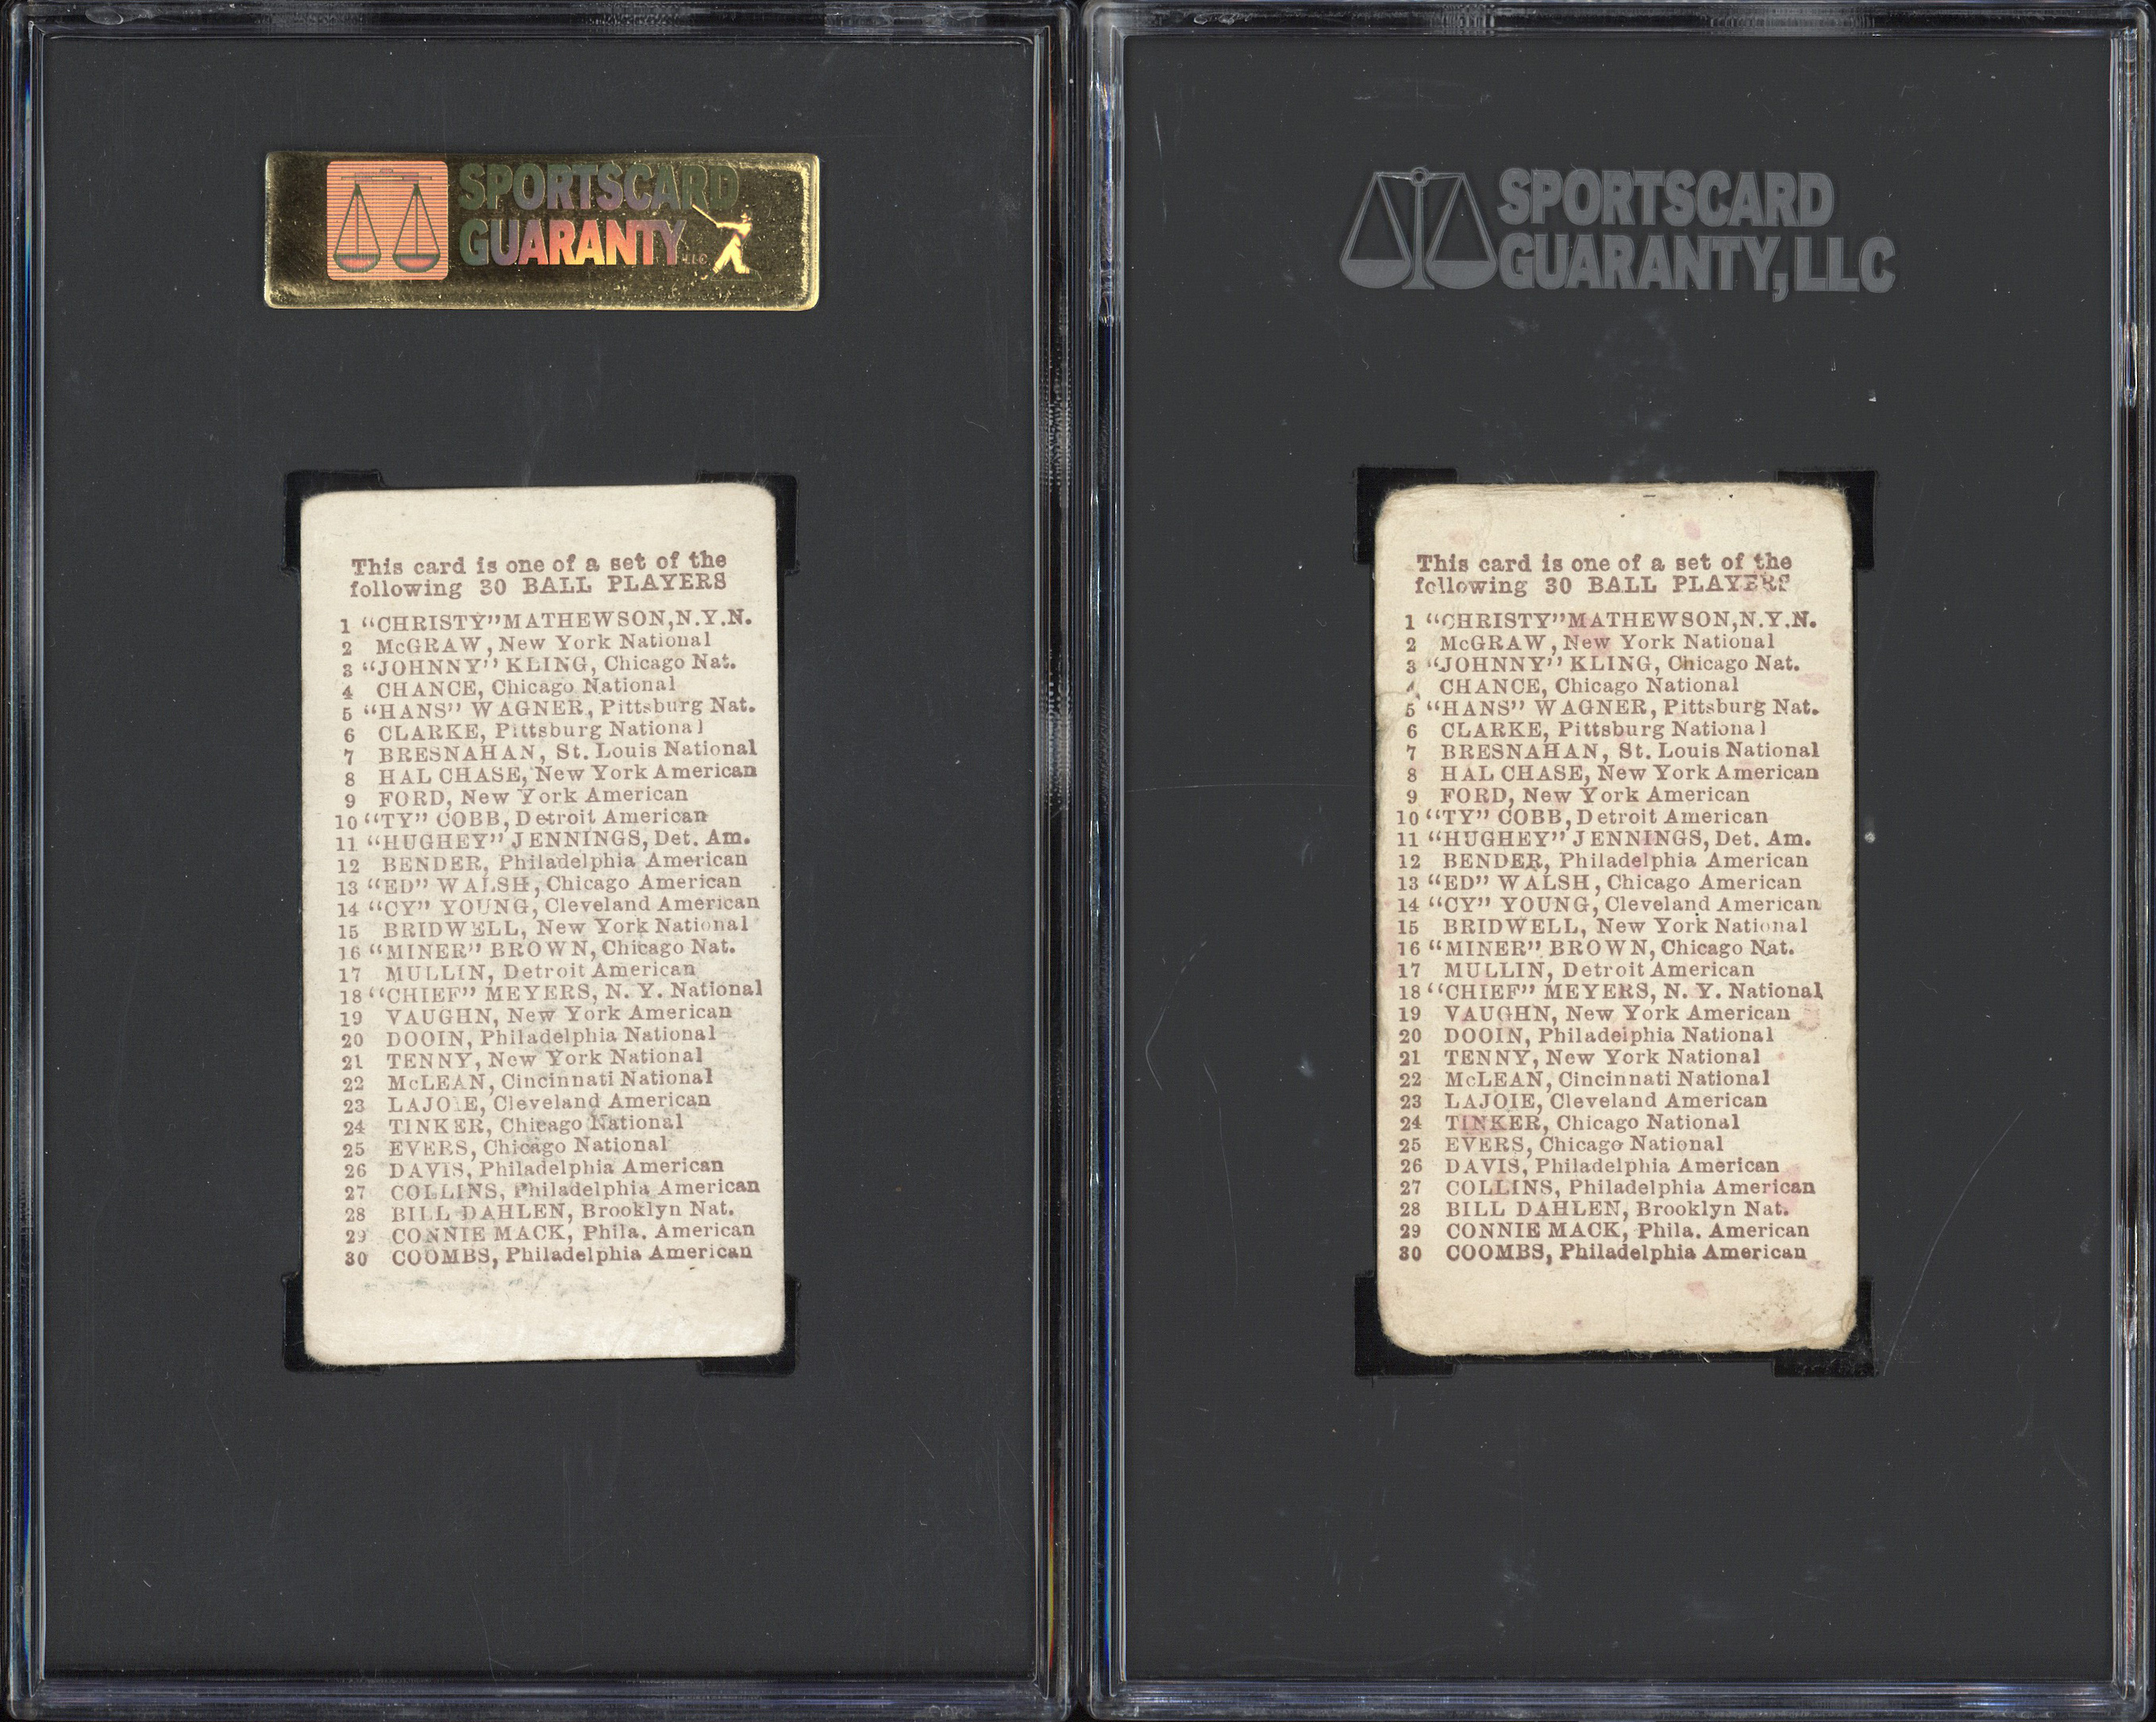 SPORTSCARD
GUARANTY LLC
This card is one of a set of the
following 30 BALL PLAYERS
1 “CHRISTY” MATHEWSON, N.Y.N.
2 McGRAW, New York National
3 “JOHNNY” KLING, Chicago Nat.
4 CHANCE, Chicago National
5 “HANS” WAGNER, Pittsburg Nat.
6 CLARKE, Pittsburg National
7 BRESNAHAN, St. Louis National
8 HAL CHASE, New York American
9 FORD, New York American
10 “TY” COBB, Detroit American
11 “HUGHEY” JENNINGS, Det. Am.
12 BENDER, Philadelphia American
13 “ED” WALSH, Chicago American
14 “CY” YOUNG, Cleveland American
15 BRIDWELL, New York National
16 “MINER” BROWN, Chicago Nat.
17 MULLIN, Detroit American
18 “CHIEF” MEYERS, N. Y. National
19 VAUGHN, New York American
20 DOOIN, Philadelphia National
21 TENNY, New York National
22 McLEAN, Cincinnati National
23 LAJOIE, Cleveland American
24 TINKER, Chicago National
25 EVERS, Chicago National
26 DAVIS, Philadelphia American
27 COLLINS, Philadelphia American
28 BILL DAHLEN, Brooklyn Nat.
29 CONNIE MACK, Phila. American
30 COOMBS, Philadelphia American
SPORTSCARD
GUARANTY, LLC
This card is one of a set of the
following 30 BALL PLAYERS
1 “CHRISTY” MATHEWSON, N.Y.N.
2 McGRAW, New York National
3 “JOHNNY” KLING, Chicago Nat.
4 CHANCE, Chicago National
5 “HANS” WAGNER, Pittsburg Nat.
6 CLARKE, Pittsburg National
7 BRESNAHAN, St. Louis National
8 HAL CHASE, New York American
9 FORD, New York American
10 “TY” COBB, Detroit American
11 “HUGHEY” JENNINGS, Det. Am.
12 BENDER, Philadelphia American
13 “ED” WALSH, Chicago American
14 “CY” YOUNG, Cleveland American
15 BRIDWELL, New York National
16 “MINER” BROWN, Chicago Nat.
17 MULLIN, Detroit American
18 “CHIEF” MEYERS, N. Y. National
19 VAUGHN, New York American
20 DOOIN, Philadelphia National
21 TENNY, New York National
22 McLEAN, Cincinnati National
23 LAJOIE, Cleveland American
24 TINKER, Chicago National
25 EVERS, Chicago National
26 DAVIS, Philadelphia American
27 COLLINS, Philadelphia American
28 BILL DAHLEN, Brooklyn Nat.
29 CONNIE MACK, Phila. American
30 COOMBS, Philadelphia American